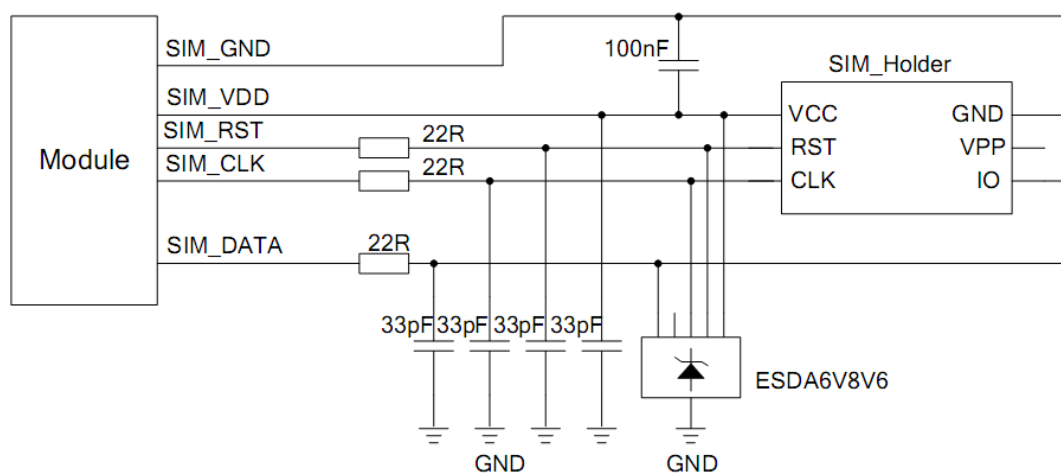 SIM_GND
100nF
SIM_Holder
SIM_VDD
VCC GND
SIM_RST 22R
RST VPP
Module
SIM_CLK 22R
CLK IO
SIM_DATA 22R
33pF 33pF 33pF 33pF
ESDA6V8V6
GND GND